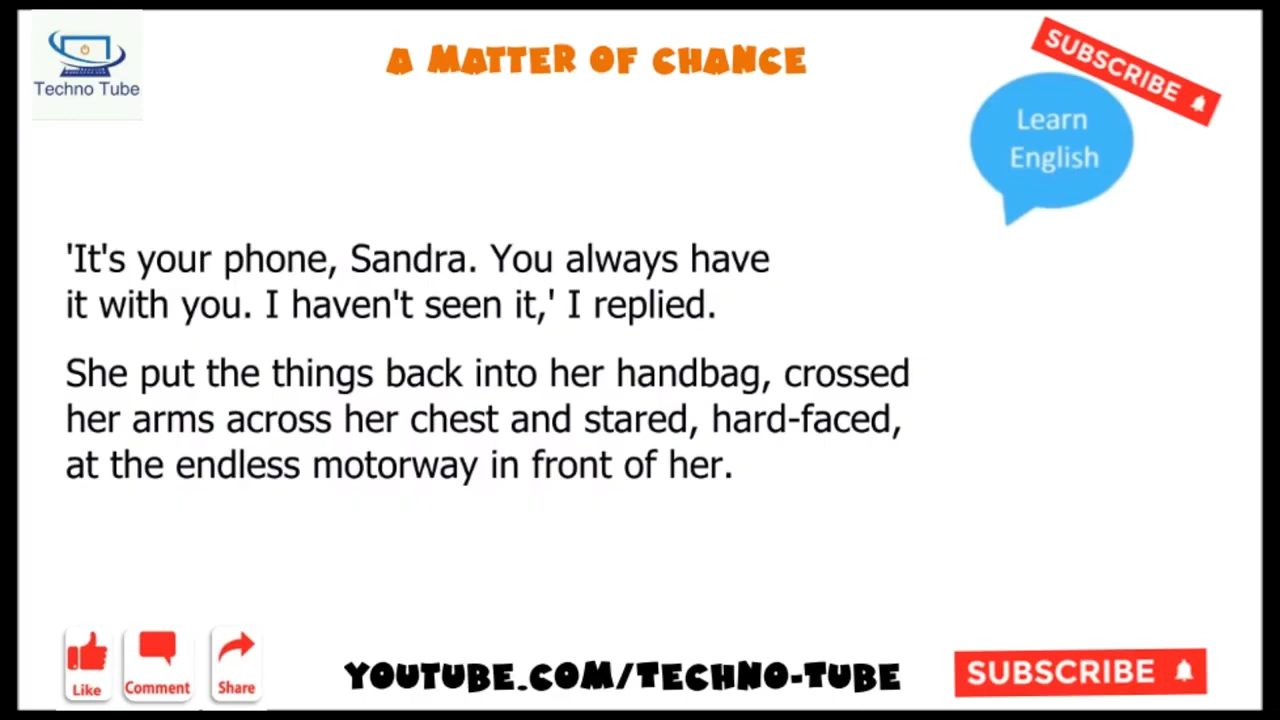 Techno Tube
A MATTER OF CHANCE
SUBSCRIBE
Learn
English
'It's your phone, Sandra. You always have
it with you. I haven't seen it,' I replied.
She put the things back into her handbag, crossed
her arms across her chest and stared, hard-faced,
at the endless motorway in front of her.
Like
Comment
Share
YOUTUBE.COM/TECHNO-TUBE
SUBSCRIBE